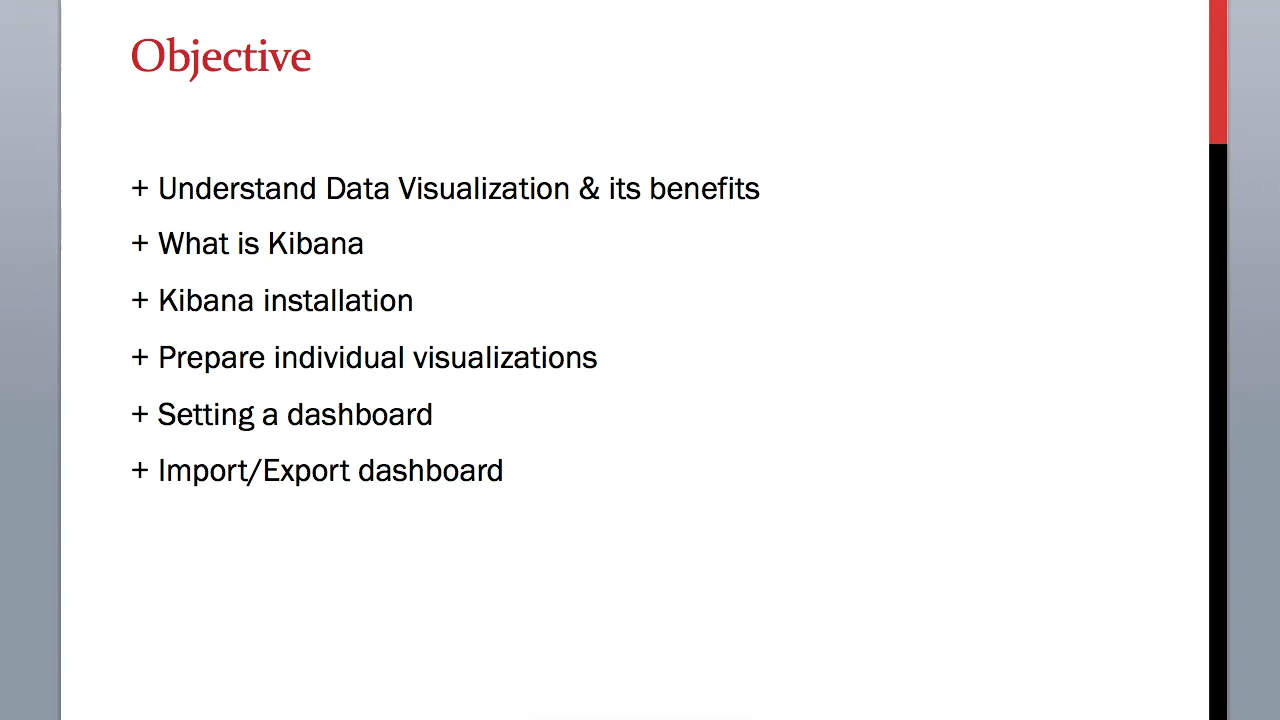 Objective
+ Understand Data Visualization & its benefits
+ What is Kibana
+ Kibana installation
+ Prepare individual visualizations
+ Setting a dashboard
+ Import/Export dashboard